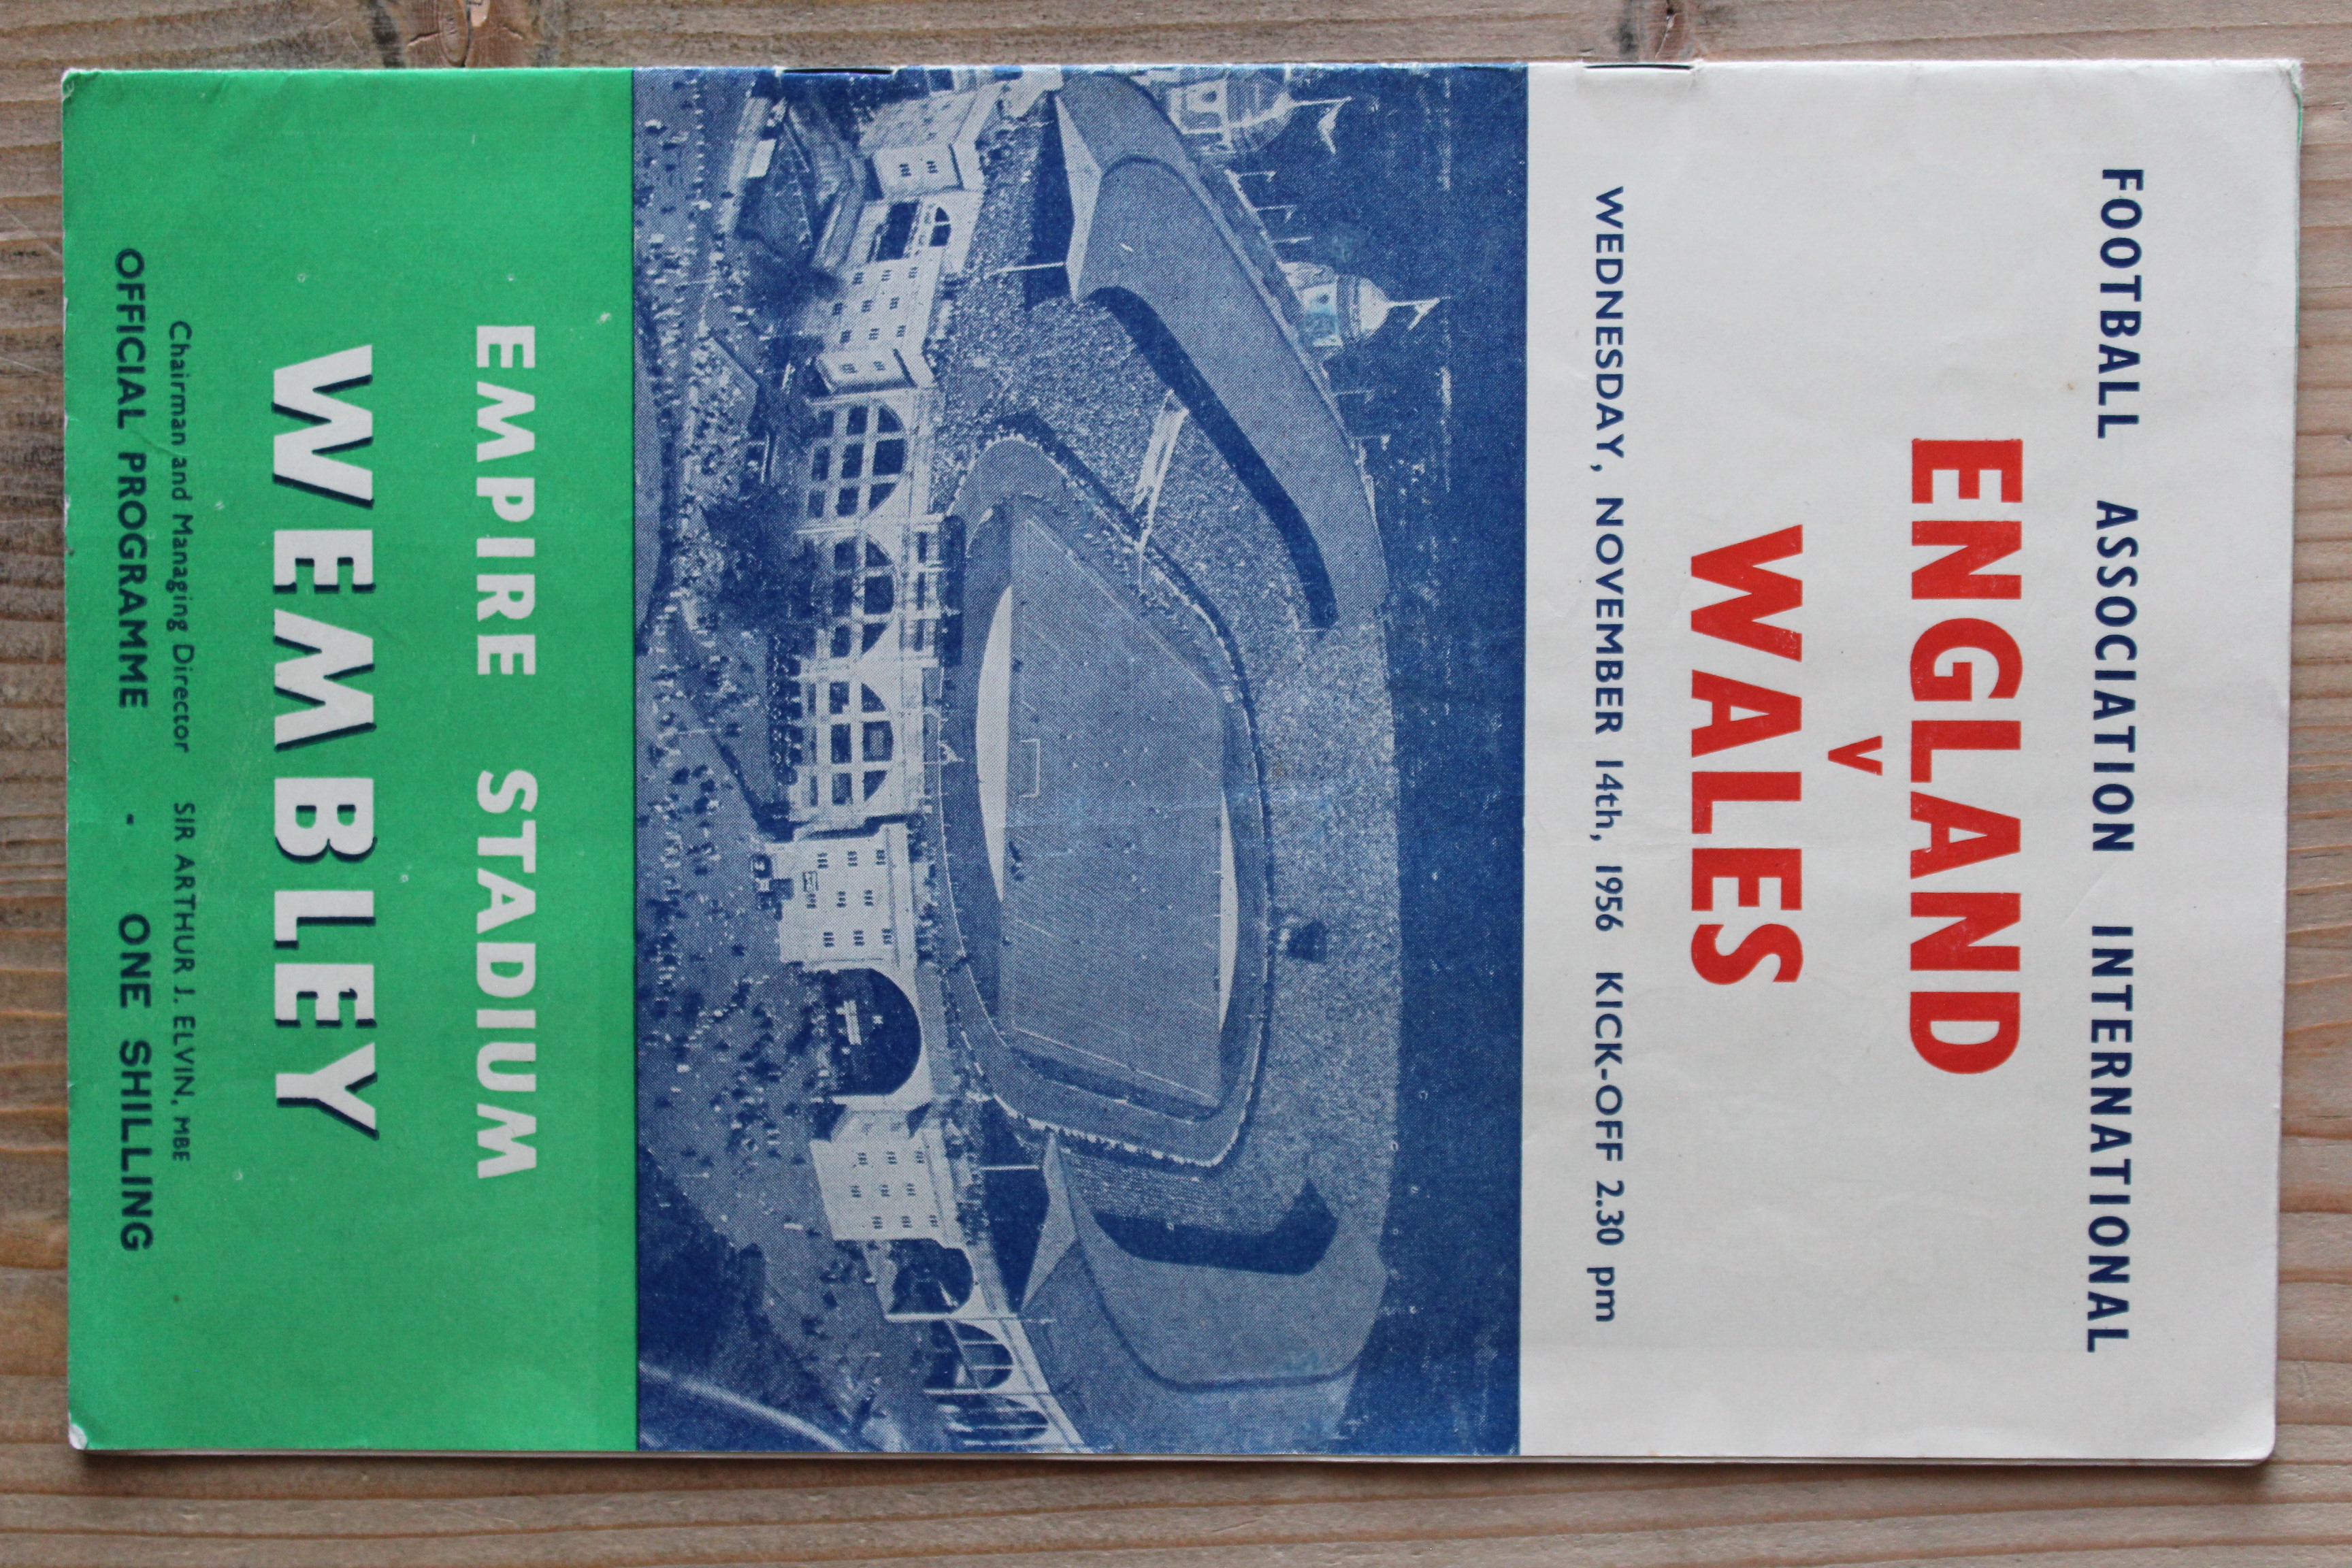 FOOTBALL ASSOCIATION INTERNATIONAL
ENGLAND
V
WALES
WEDNESDAY, NOVEMBER 14th, 1956 KICK-OFF 2.30 pm
EMPIRE STADIUM
WEMBLEY
Chairman and Managing Director SIR ARTHUR J. ELVIN, MBE
OFFICIAL PROGRAMME - ONE SHILLING